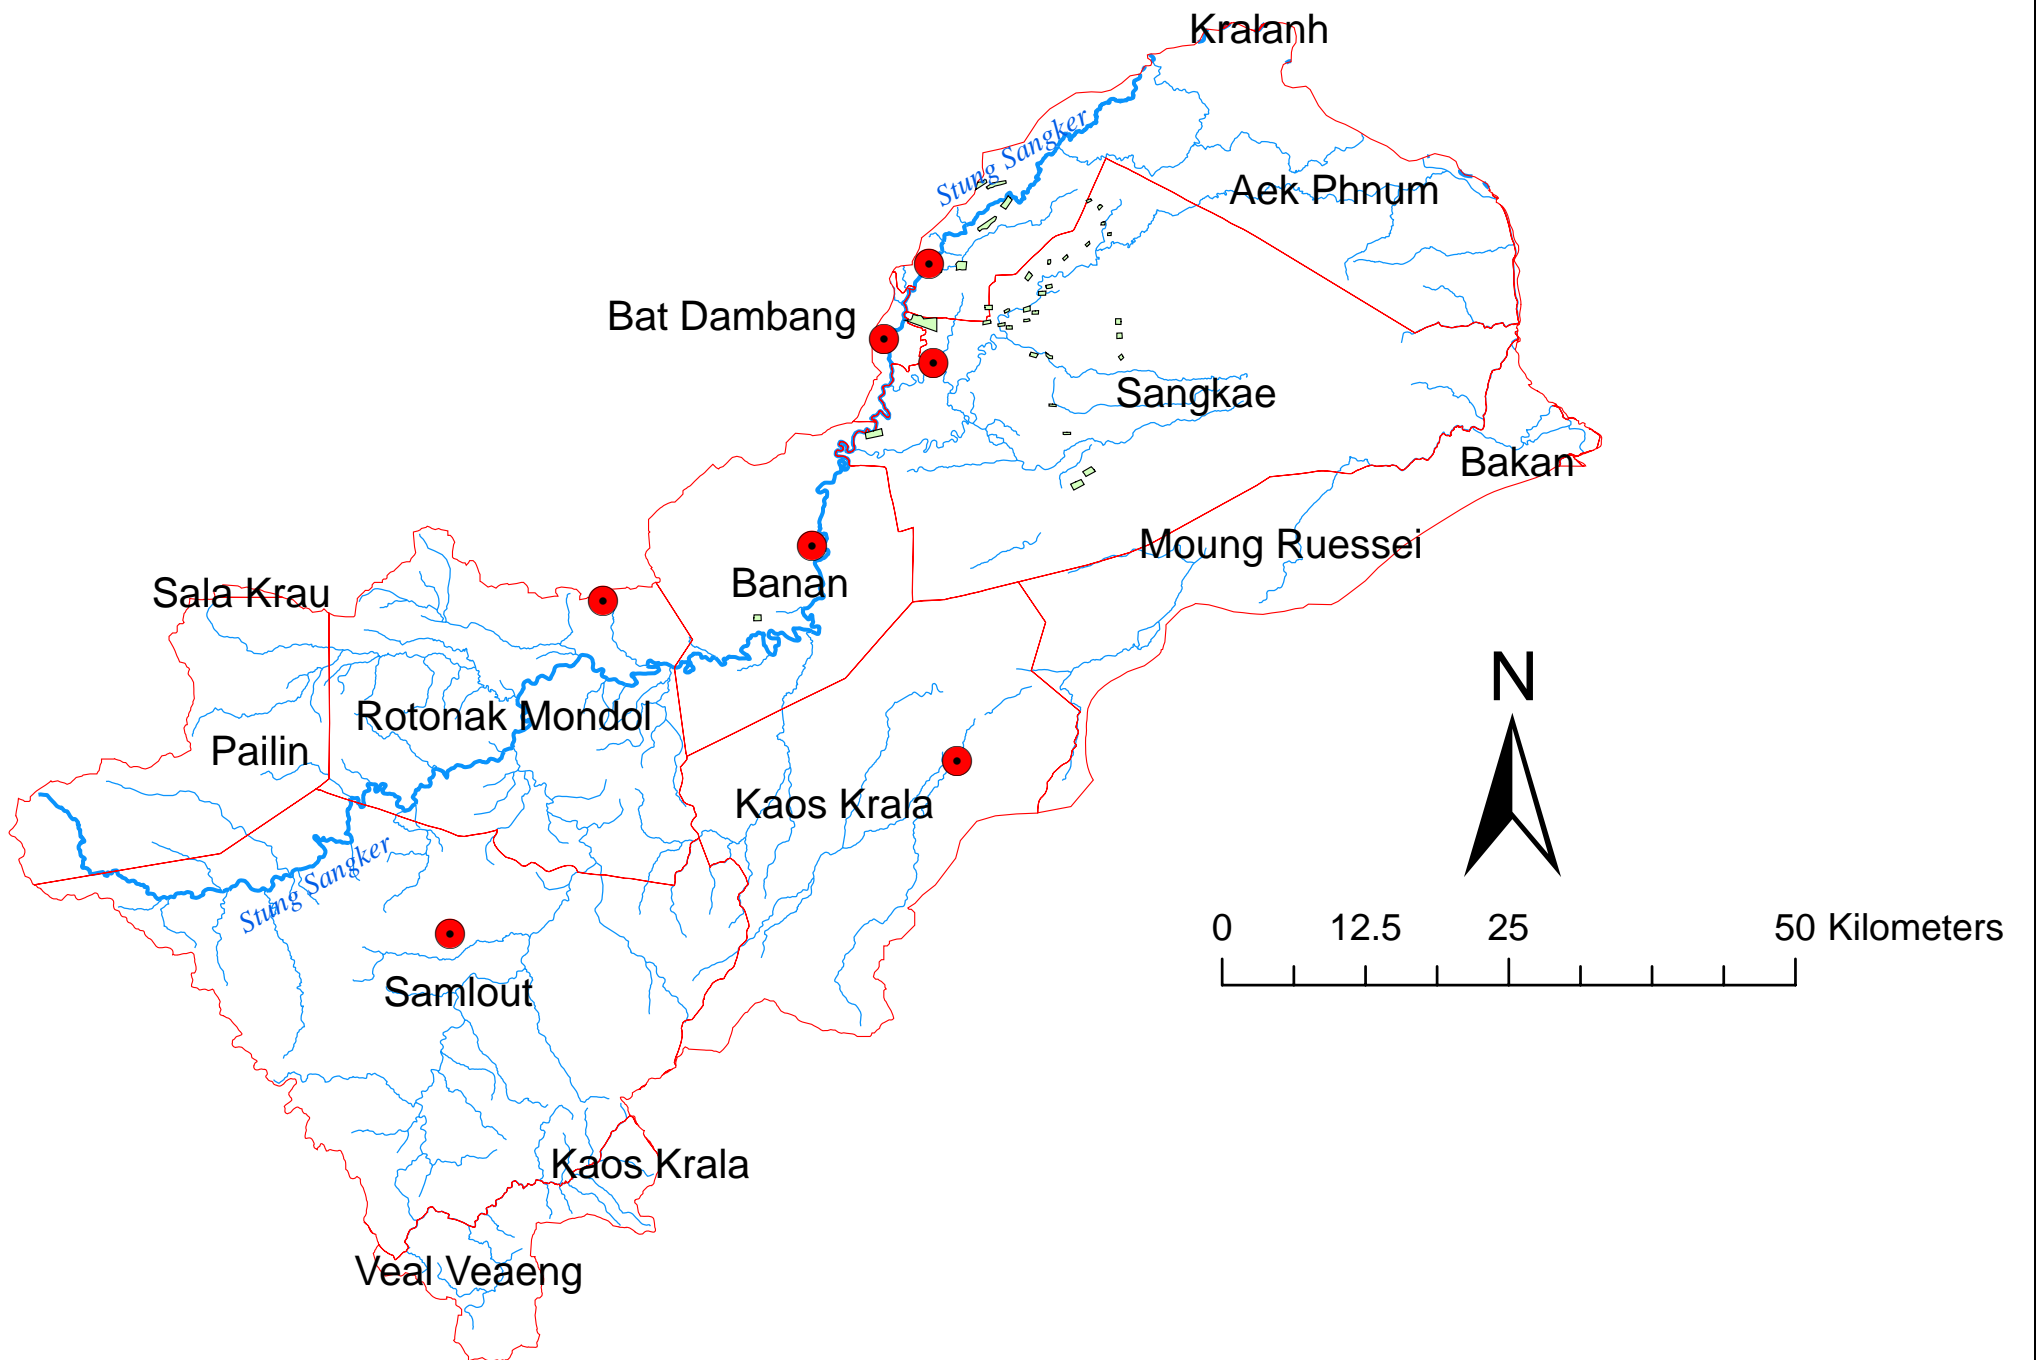 Kralanh
Stung Sangker
Aek Phnum
Bat Dambang
Sangkae
Bakan
Moung Ruessei
Banan
Sala Krau
N
Rotonak Mondol
Pailin
Kaos Krala
Stung Sangker
0 12.5 25 50 Kilometers
Samlout
Kaos Krala
Veal Veaeng